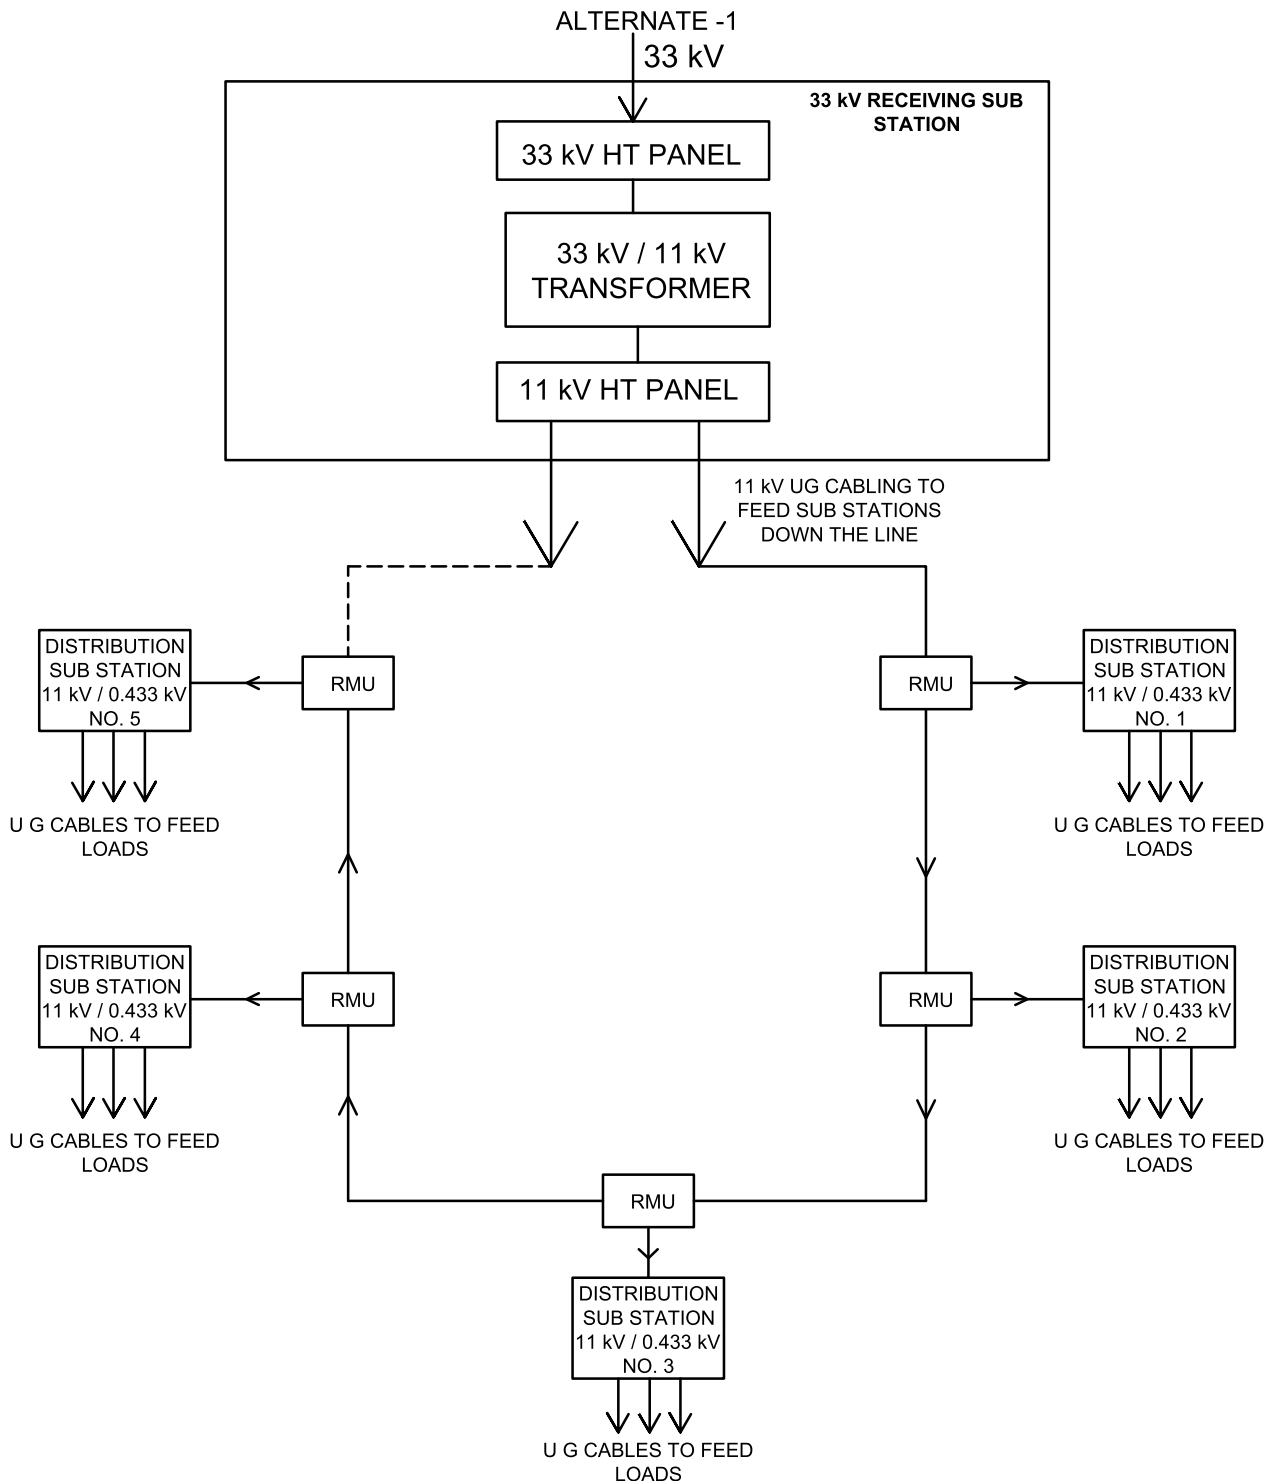 ALTERNATE -1
33 kV
33 kV RECEIVING SUB
STATION
33 kV HT PANEL
33 kV / 11 kV
TRANSFORMER
11 kV HT PANEL
11 kV UG CABLING TO
FEED SUB STATIONS
DOWN THE LINE
DISTRIBUTION
SUB STATION
11 kV / 0.433 kV
NO. 5
RMU
RMU
DISTRIBUTION
SUB STATION
11 kV / 0.433 kV
NO. 1
U G CABLES TO FEED
LOADS
U G CABLES TO FEED
LOADS
DISTRIBUTION
SUB STATION
11 kV / 0.433 kV
NO. 4
RMU
RMU
DISTRIBUTION
SUB STATION
11 kV / 0.433 kV
NO. 2
U G CABLES TO FEED
LOADS
U G CABLES TO FEED
LOADS
RMU
DISTRIBUTION
SUB STATION
11 kV / 0.433 kV
NO. 3
U G CABLES TO FEED
LOADS